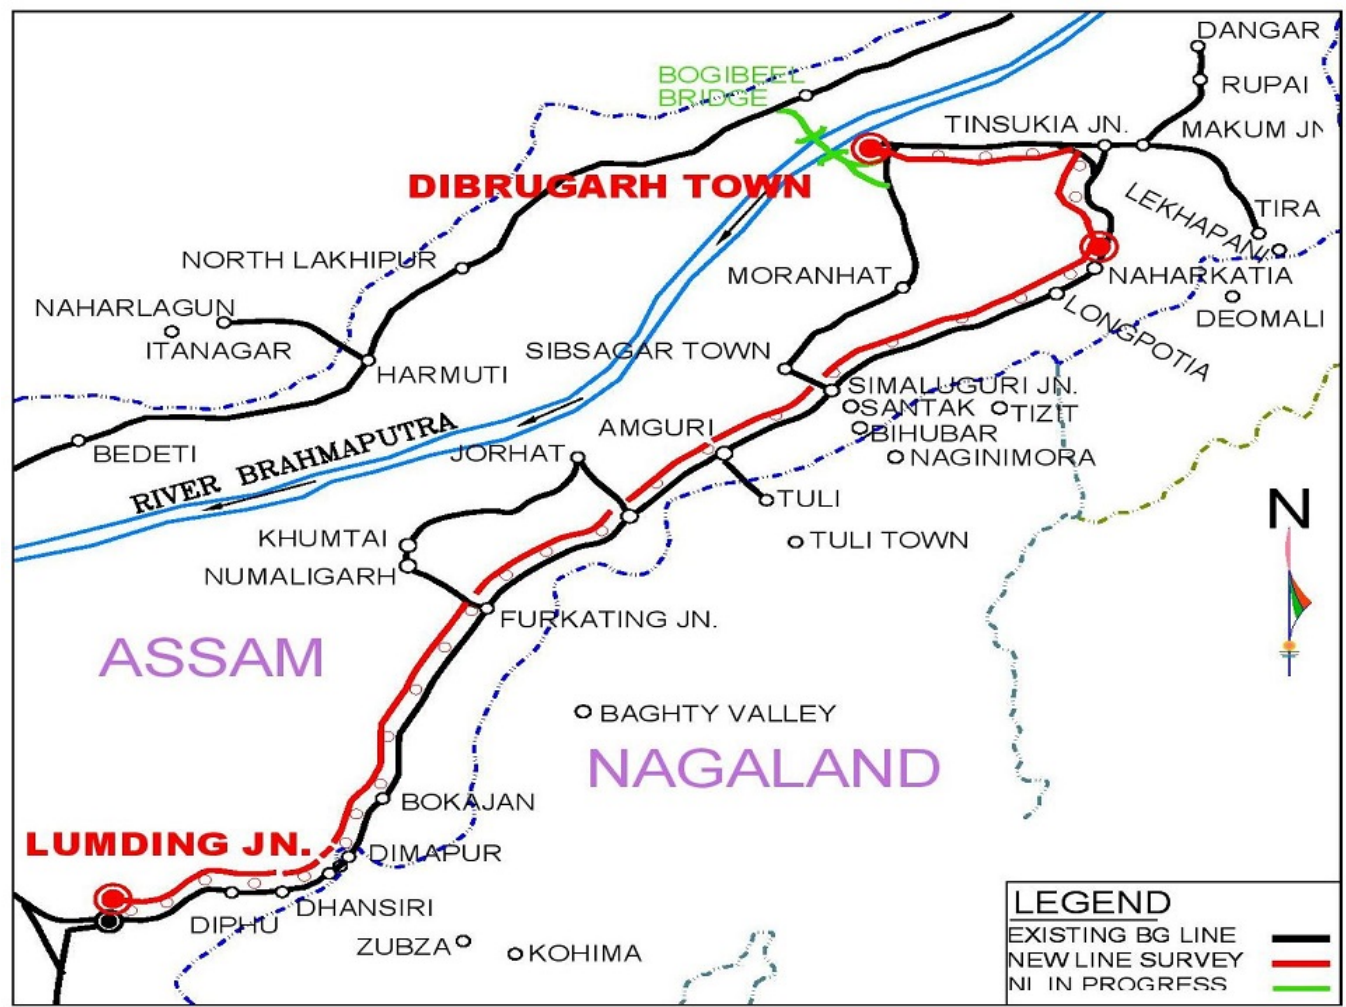 DANGAR
BOGIBEEL
BRIDGE
RUPAI
TINSUKIA JN.
MAKUM JN
DIBRUGARH TOWN
LEKHAPANI
TIRA
NORTH LAKHIPUR
MORANHAT
NAHARKATIA
NAHARLAGUN
DEOMALI
LONGPOTIA
ITANAGAR
SIBSAGAR TOWN
HARMUTI
SIMALUGURI JN.
SANTAK
TIZIT
AMGURI
BIHUBAR
BEDETI
RIVER BRAHMAPUTRA
JORHAT
NAGINIMORA
TULI
N
KHUMTAI
TULI TOWN
NUMALIGARH
FURKATING JN.
ASSAM
BAGHTY VALLEY
NAGALAND
BOKAJAN
LUMDING JN.
DIMAPUR
DHANSIRI
DIPHU
ZUBZA
KOHIMA
LEGEND
EXISTING BG LINE
NEW LINE SURVEY
NL IN PROGRESS